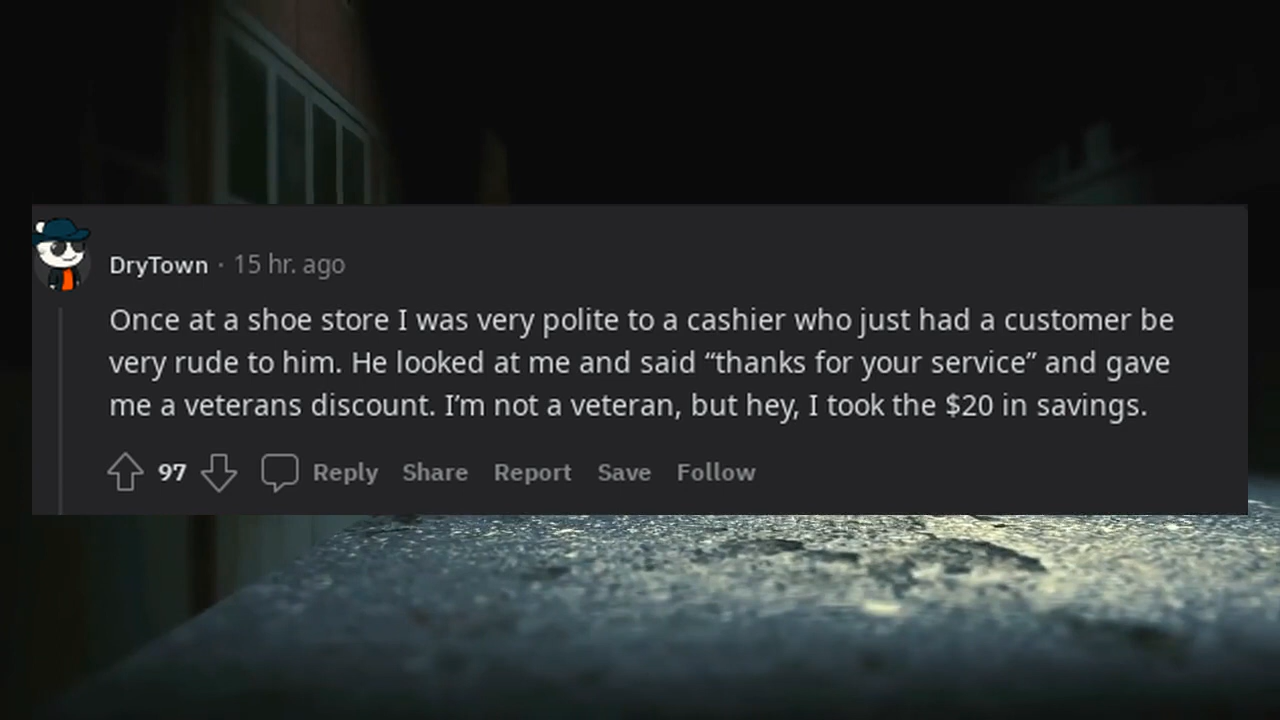 DryTown · 15 hr. ago
Once at a shoe store I was very polite to a cashier who just had a customer be
very rude to him. He looked at me and said “thanks for your service” and gave
me a veterans discount. I’m not a veteran, but hey, I took the $20 in savings.
97 Reply Share Report Save Follow